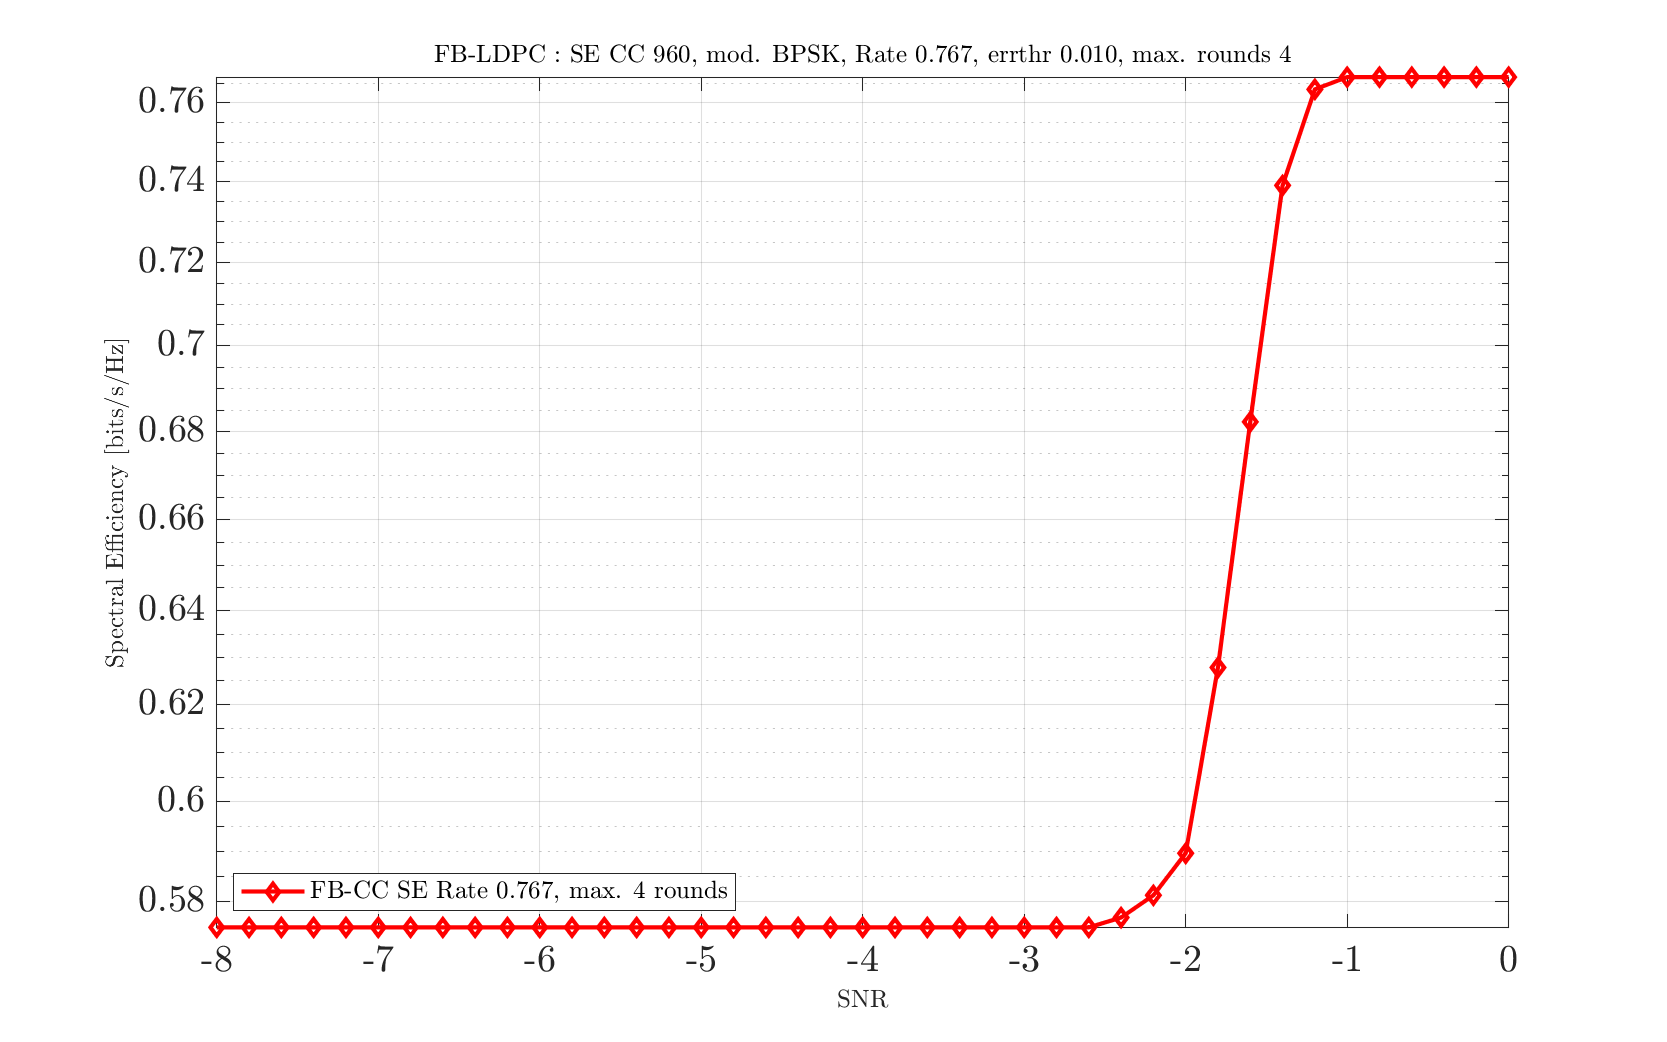 FB-LDPC : SE CC 960, mod. BPSK, Rate 0.767, errthr 0.010, max. rounds 4
0.76
0.74
0.72
0.7
0.68
0.66
0.64
0.62
0.6
0.58
Spectral Efficiency [bits/s/Hz]
FB-CC SE Rate 0.767, max. 4 rounds
-8 -7 -6 -5 -4 -3 -2 -1 0
SNR